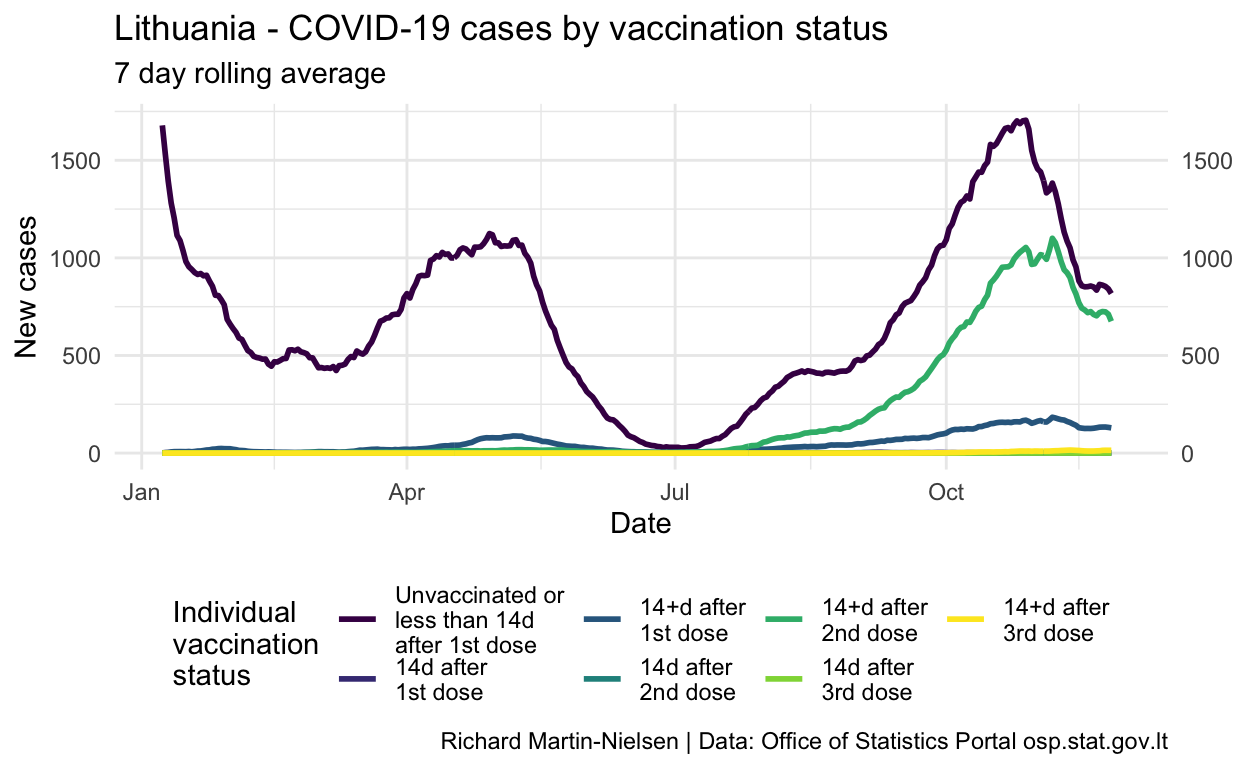 Lithuania - COVID-19 cases by vaccination status
7 day rolling average
New cases
1500
1000
500
0
1500
1000
500
0
Jan
Apr
Jul
Oct
Date
Individual
vaccination
status
Unvaccinated or
less than 14d
after 1st dose
14d after
1st dose
14+d after
1st dose
14d after
2nd dose
14+d after
2nd dose
14d after
3rd dose
14+d after
3rd dose
Richard Martin-Nielsen | Data: Office of Statistics Portal osp.stat.gov.lt